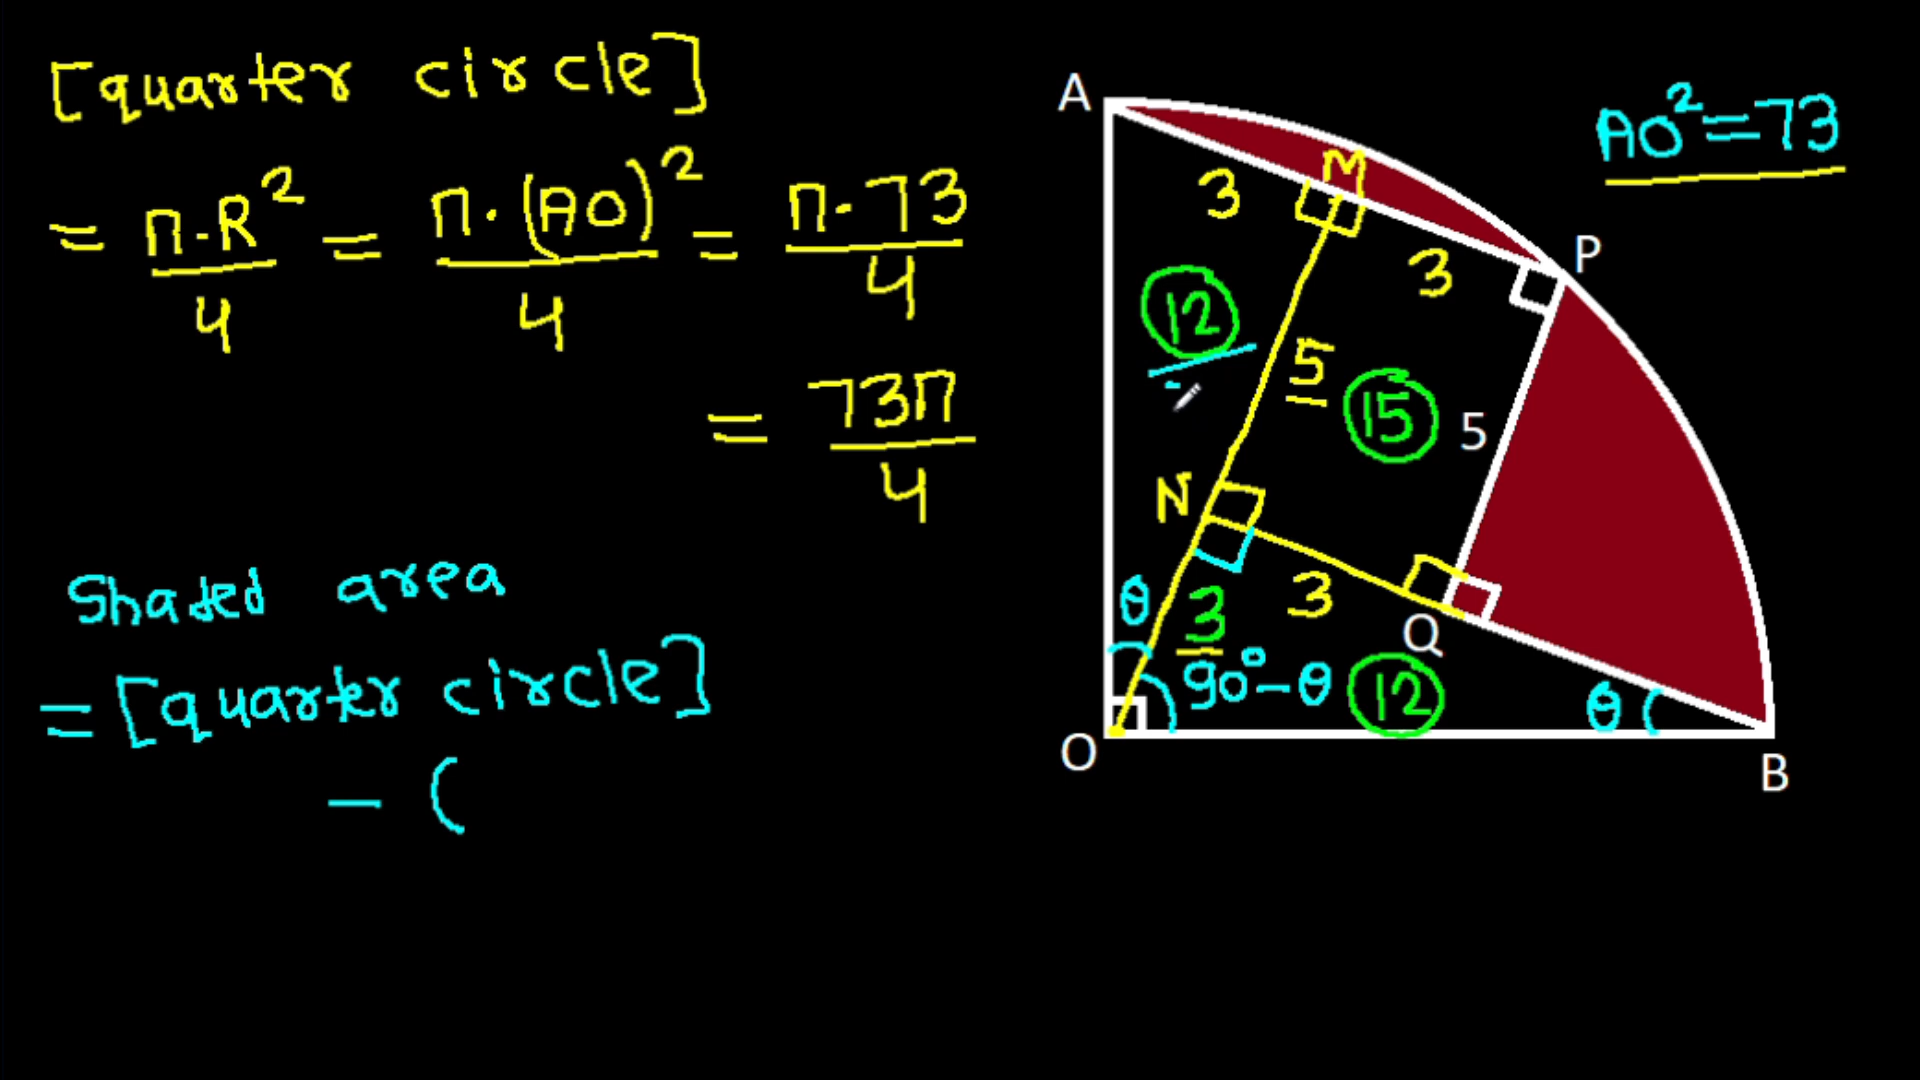 [quarter circle]
= π.R²/4 = π.(AO)²/4 = π.73/4
= 73π/4
Shaded area
= [quarter circle]
- (
A
AO²=73
M
3
P
3
12
5
15
5
N
θ
3
3
Q
90°-θ
12
θ
O
B